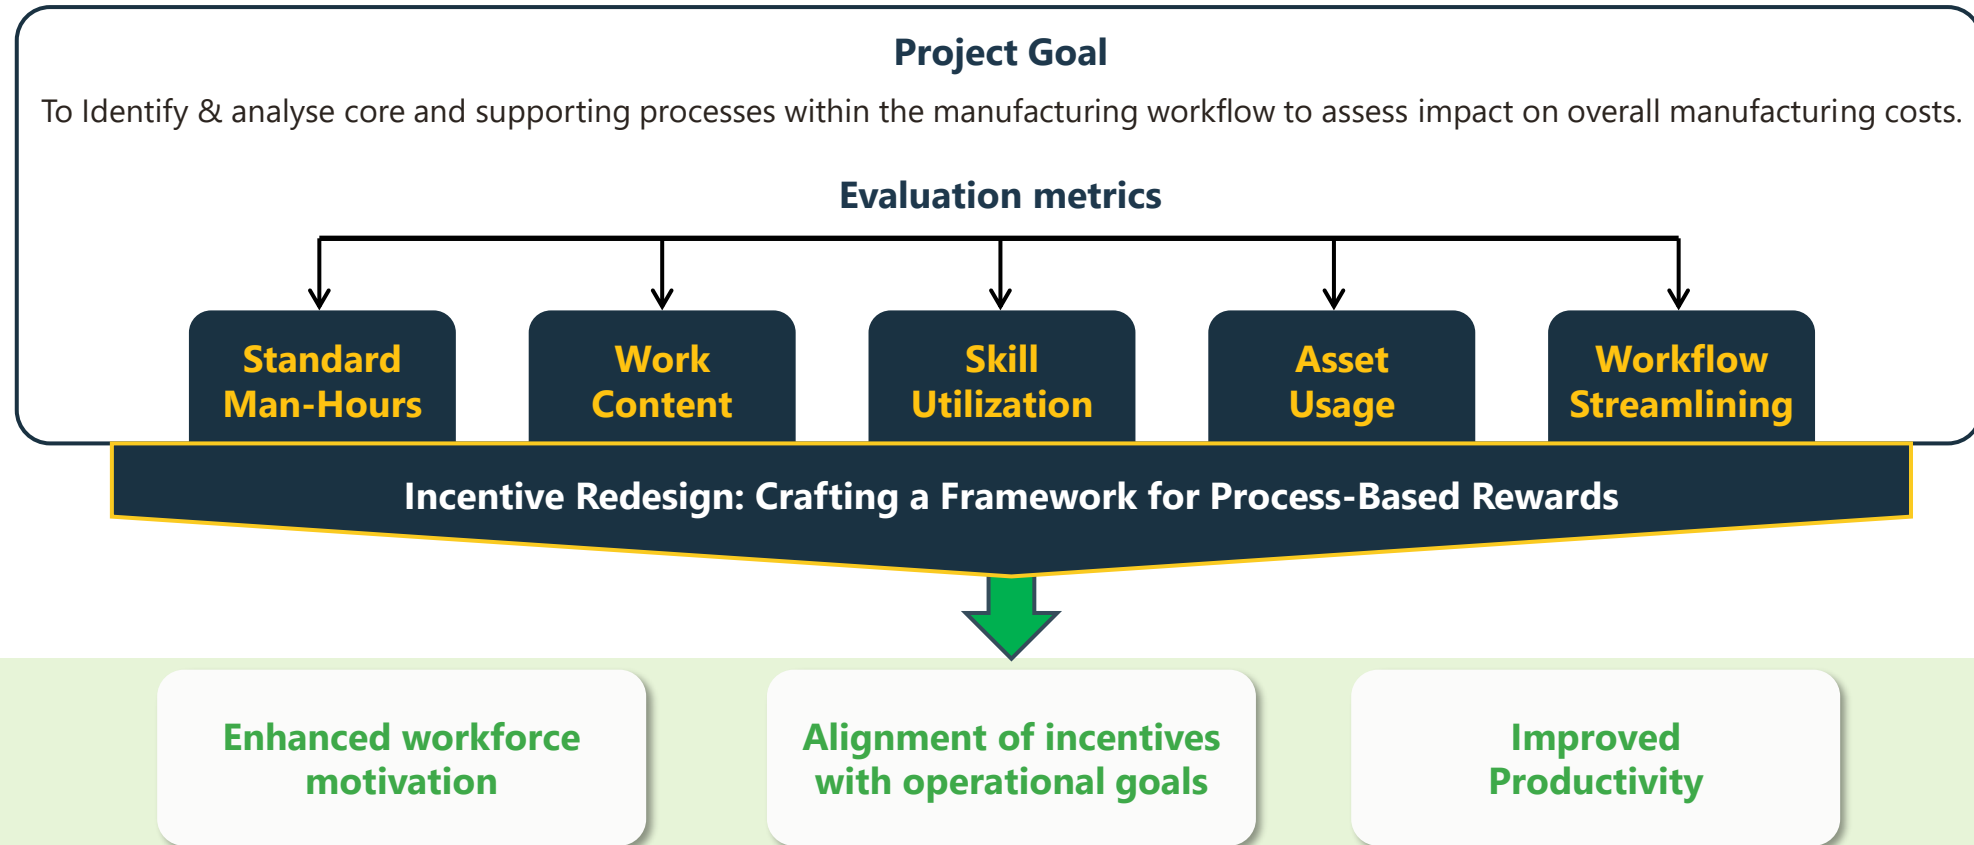 Project Goal
To Identify & analyse core and supporting processes within the manufacturing workflow to assess impact on overall manufacturing costs.
Evaluation metrics
Standard
Man-Hours
Work
Content
Skill
Utilization
Asset
Usage
Workflow
Streamlining
Incentive Redesign: Crafting a Framework for Process-Based Rewards
Enhanced workforce
motivation
Alignment of incentives
with operational goals
Improved
Productivity